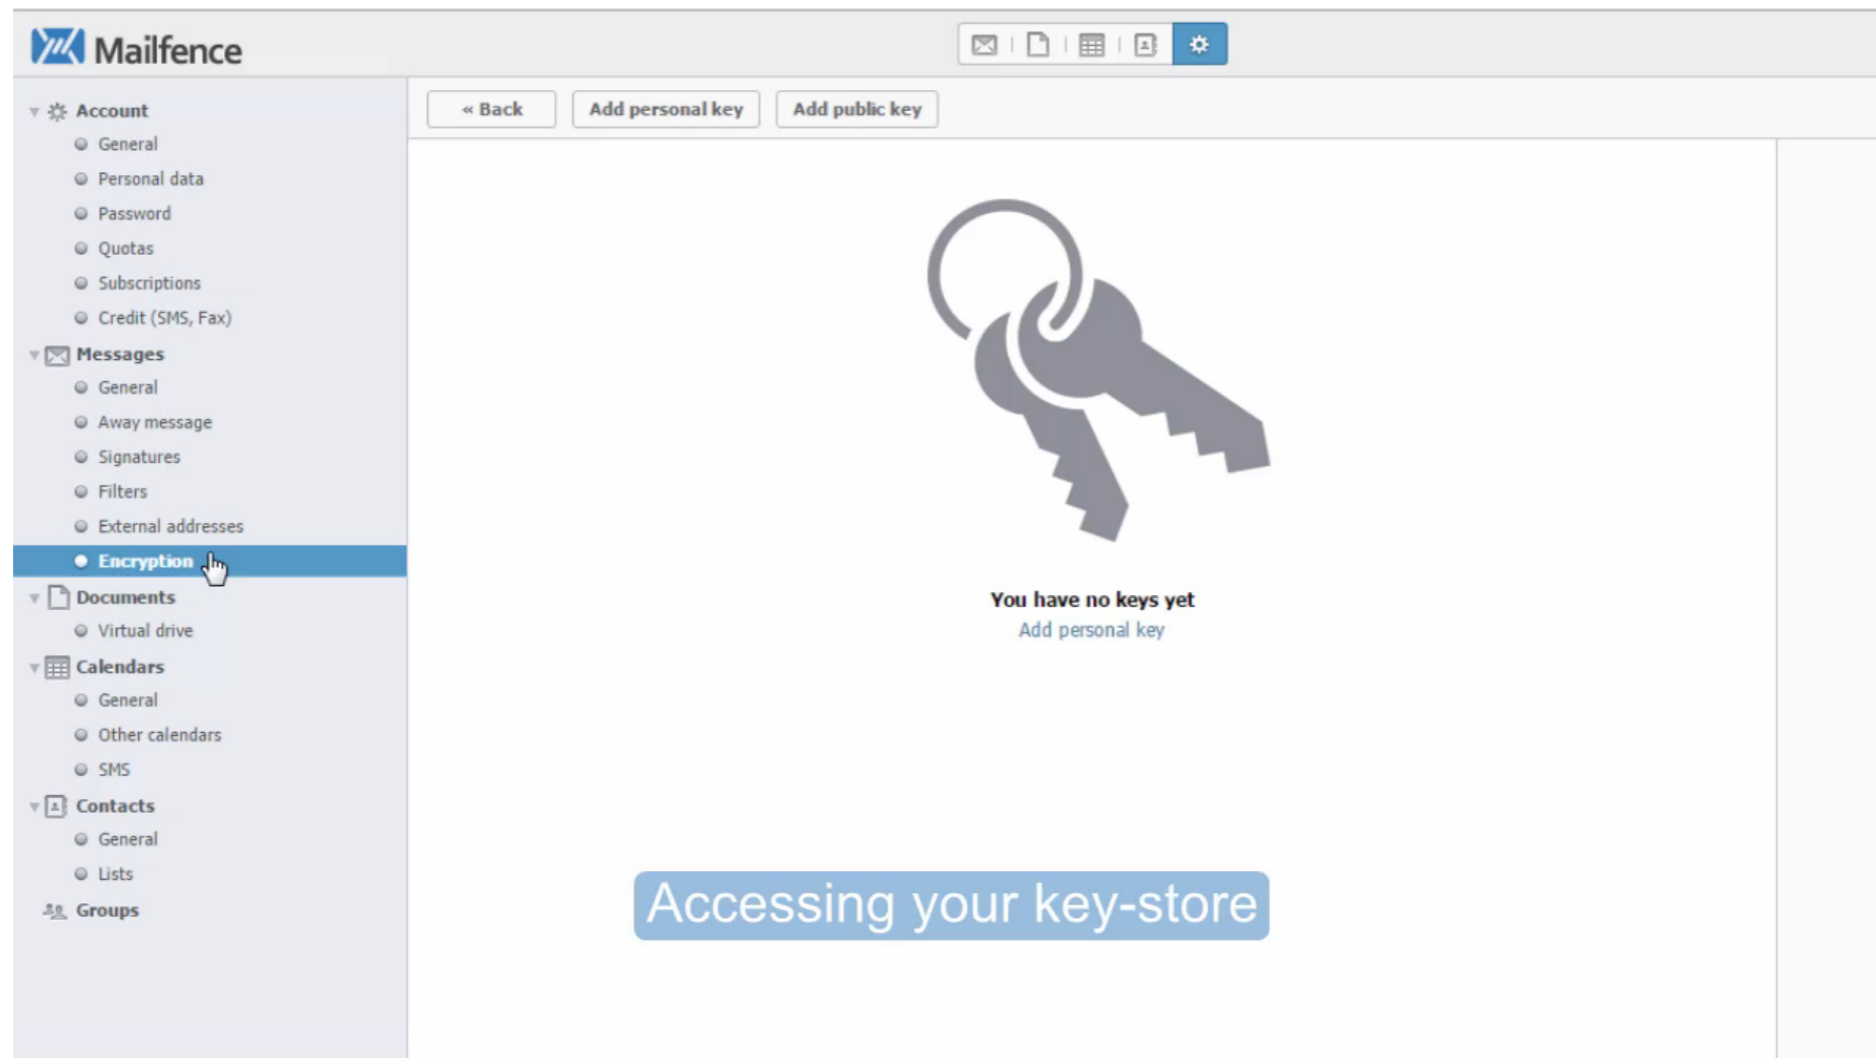 Mailfence
Account
General
Personal data
Password
Quotas
Subscriptions
Credit (SMS, Fax)
Messages
General
Away message
Signatures
Filters
External addresses
Encryption
Documents
Virtual drive
Calendars
General
Other calendars
SMS
Contacts
General
Lists
Groups
« Back Add personal key Add public key
You have no keys yet
Add personal key
Accessing your key-store